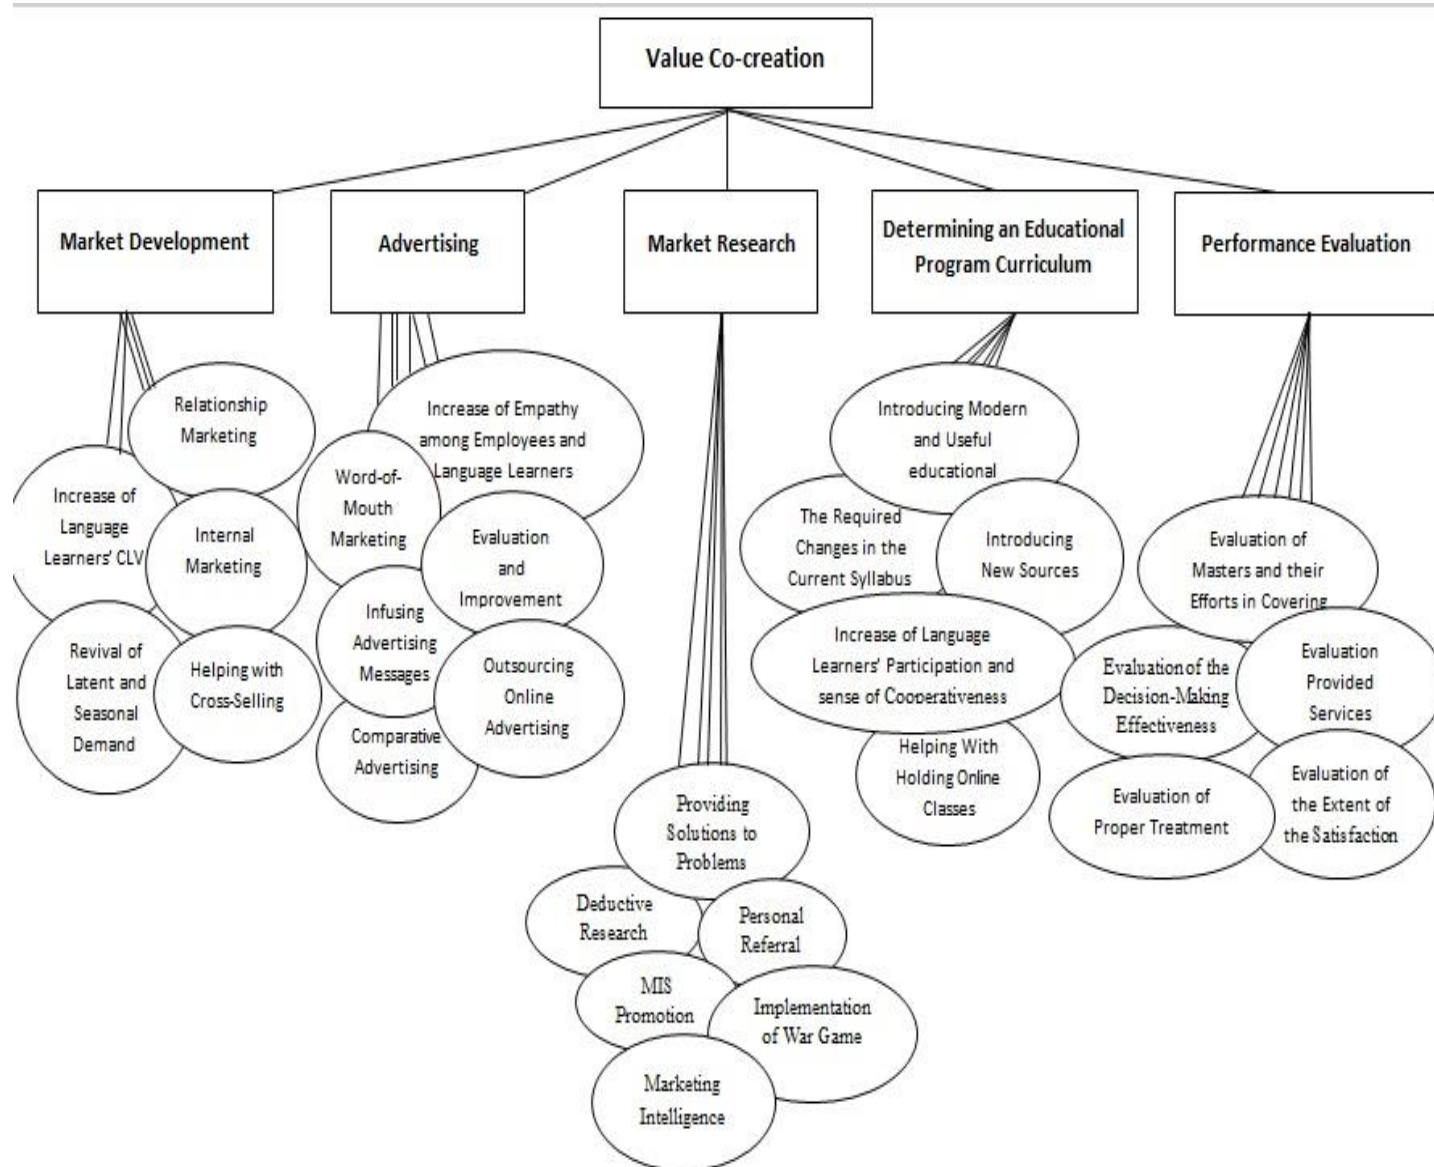 Value Co-creation
Market Development
Advertising
Market Research
Determining an Educational
Program Curriculum
Performance Evaluation
Relationship
Marketing
Increase of
Language
Learners' CLV
Internal
Marketing
Revival of
Latent and
Seasonal
Demand
Helping with
Cross-Selling
Increase of Empathy
among Employees and
Language Learners
Word-of-
Mouth
Marketing
Evaluation
and
Improvement
Infusing
Advertising
Messages
Outsourcing
Online
Advertising
Comparative
Advertising
Providing
Solutions to
Problems
Deductive
Research
Personal
Referral
MIS
Promotion
Implementation
of War Game
Marketing
Intelligence
Introducing Modern
and Useful
educational
The Required
Changes in the
Current Syllabus
Introducing
New Sources
Increase of Language
Learners' Participation and
sense of Cooperativeness
Helping With
Holding Online
Classes
Evaluation of
Masters and their
Efforts in Covering
Evaluation of the
Decision-Making
Effectiveness
Evaluation
Provided
Services
Evaluation of
Proper Treatment
Evaluation of
the Extent of
the Satisfaction